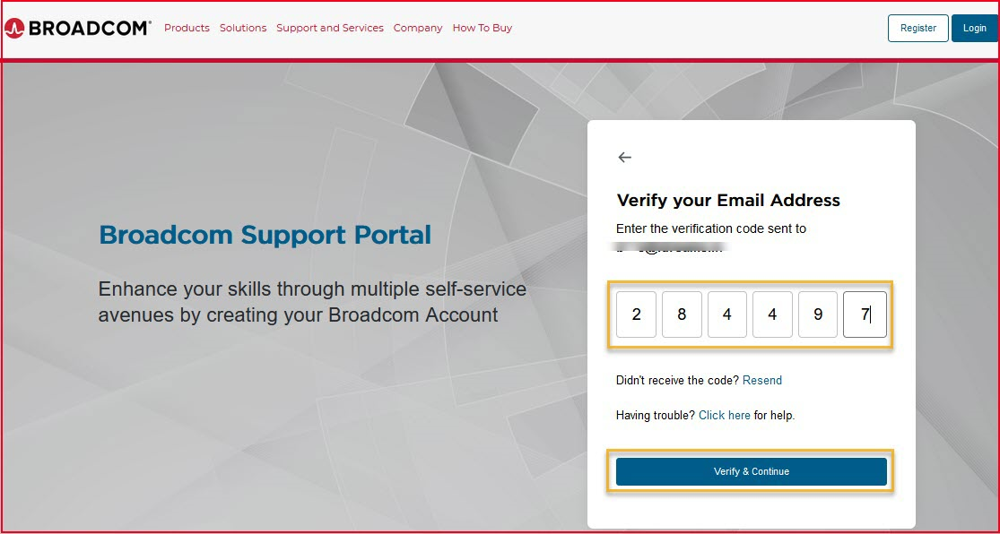 BROADCOM
Products Solutions Support and Services Company How To Buy
Register Login
Broadcom Support Portal
Enhance your skills through multiple self-service
avenues by creating your Broadcom Account
Verify your Email Address
Enter the verification code sent to
2 8 4 4 9 7
Didn't receive the code? Resend
Having trouble? Click here for help.
Verify & Continue